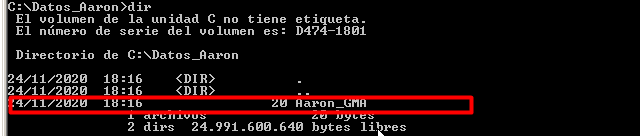 C:\Datos_Aaron>dir
El volumen de la unidad C no tiene etiqueta.
El número de serie del volumen es: D474-1801
Directorio de C:\Datos_Aaron
24/11/2020 18:16 <DIR> .
24/11/2020 18:16 <DIR> ..
24/11/2020 18:16 20 Aaron_GMA
1 archivos 20 bytes
2 dirs 24.991.600.640 bytes libres